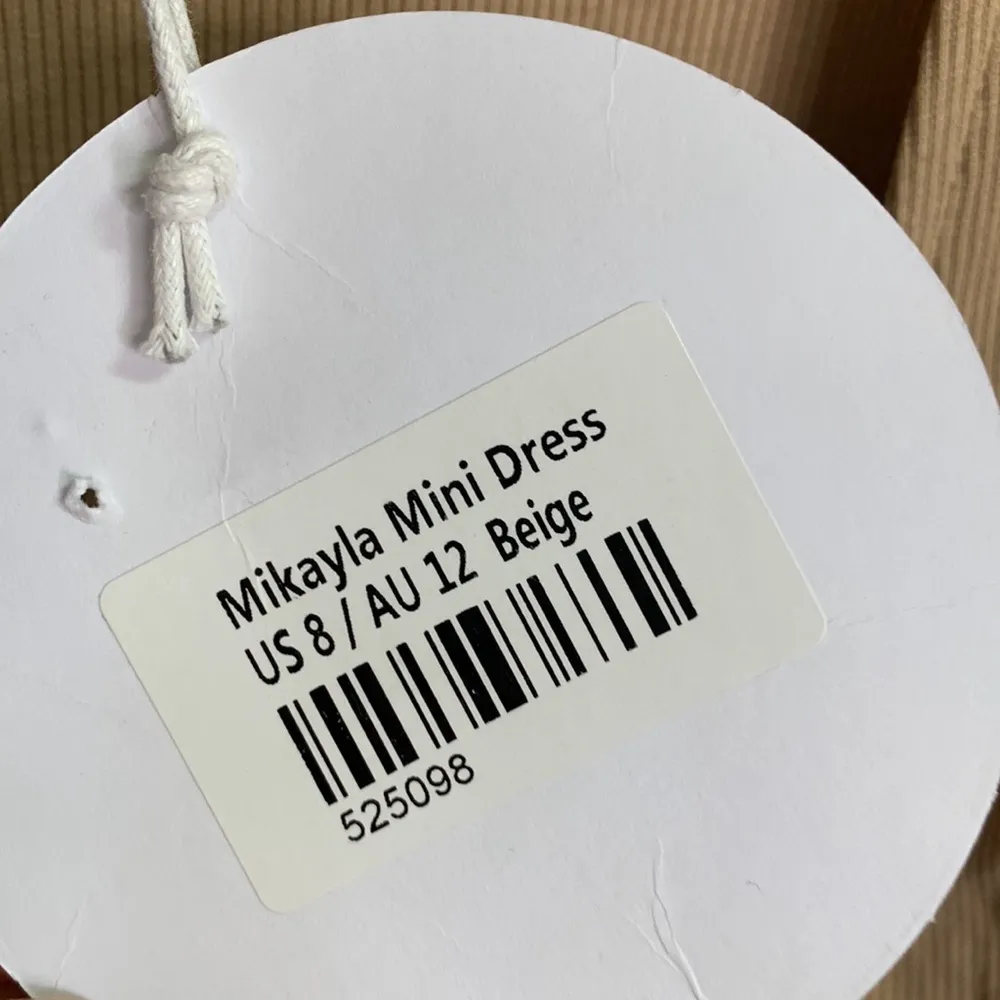 Mikayla Mini Dress
US 8 / AU 12 Beige
525098